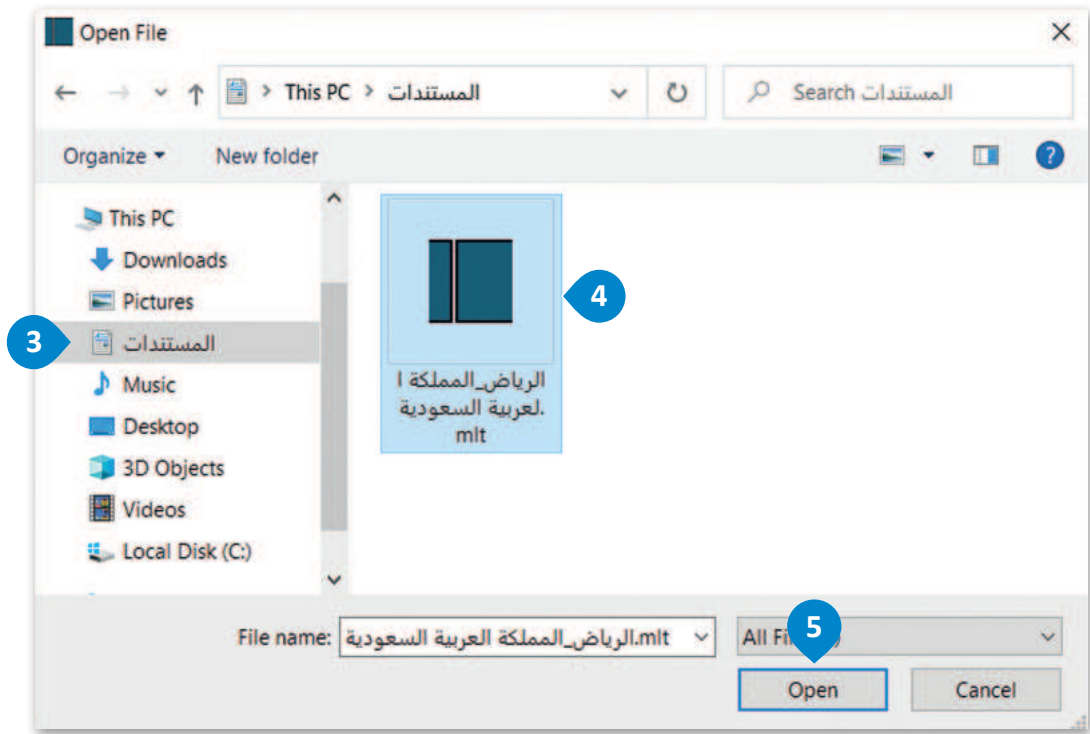 Open File
This PC > المستندات
Search المستندات
Organize
New folder
This PC
Downloads
Pictures
3
المستندات
Music
Desktop
3D Objects
Videos
Local Disk (C:)
4
الرياض_المملكة ا
لعربية السعودية.
mlt
File name:
الرياض_المملكة العربية السعودية.mlt
All
5
Open
Cancel